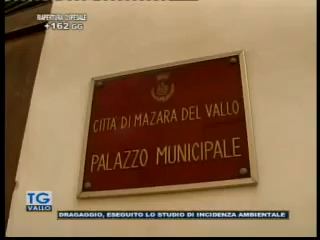 RIAPERTURA OSPEDALE
+162 GG
CITTÀ DI MAZARA DEL VALLO
PALAZZO MUNICIPALE
TG
VALLO
DRAGAGGIO, ESEGUITO LO STUDIO DI INCIDENZA AMBIENTALE